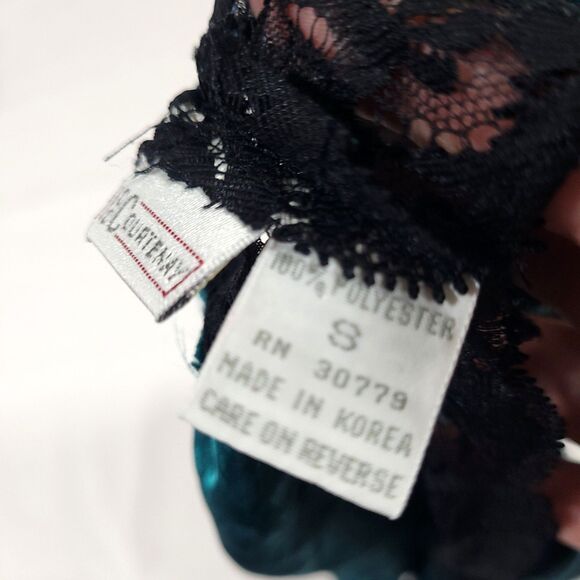 COURTENAY
100% POLYESTER
S
RN 30779
MADE IN KOREA
CARE ON REVERSE